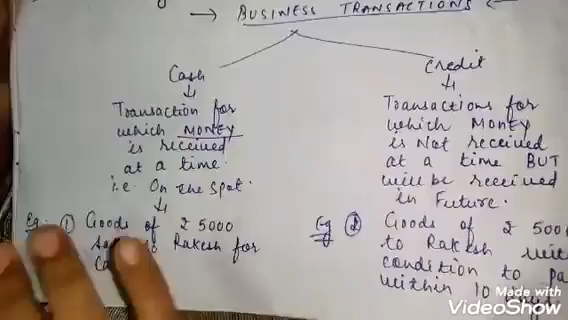 → BUSINESS TRANSACTIONS ←
Cash
Transaction for
which MONEY
is received
at a time.
i.e. On the Spot.
Eg. ① Goods of ₹ 5000
to Rakesh for
Credit
Transactions for
which MONEY
is Not received
at a time BUT
will be received
in Future.
Eg ② Goods of ₹ 500
to Rakesh with
condition to pa
within 10
Made with
VideoShow